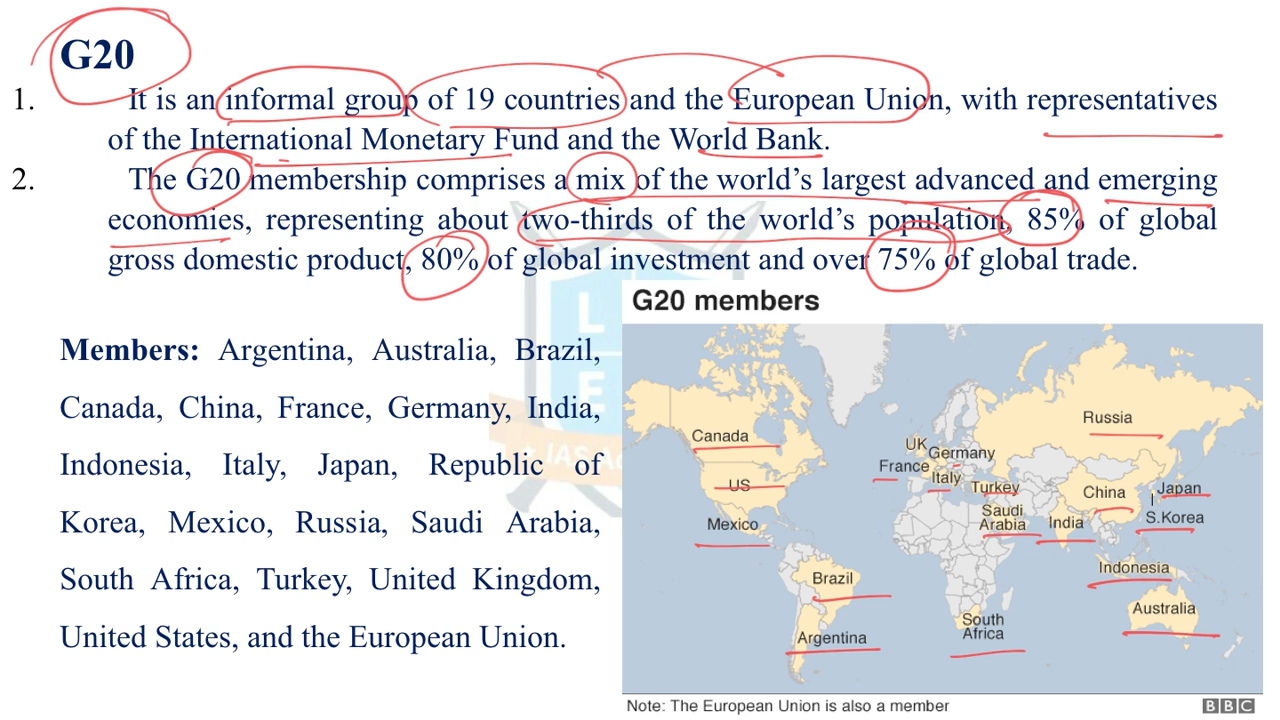 G20
1. It is an informal group of 19 countries and the European Union, with representatives
of the International Monetary Fund and the World Bank.
2. The G20 membership comprises a mix of the world’s largest advanced and emerging
economies, representing about two-thirds of the world’s population, 85% of global
gross domestic product, 80% of global investment and over 75% of global trade.
Members: Argentina, Australia, Brazil,
Canada, China, France, Germany, India,
Indonesia, Italy, Japan, Republic of
Korea, Mexico, Russia, Saudi Arabia,
South Africa, Turkey, United Kingdom,
United States, and the European Union.
G20 members
Canada
US
Mexico
Brazil
Argentina
UK
Germany
France
Italy
Turkey
Saudi
Arabia
South
Africa
Russia
China
India
Japan
S.Korea
Indonesia
Australia
Note: The European Union is also a member
BBC